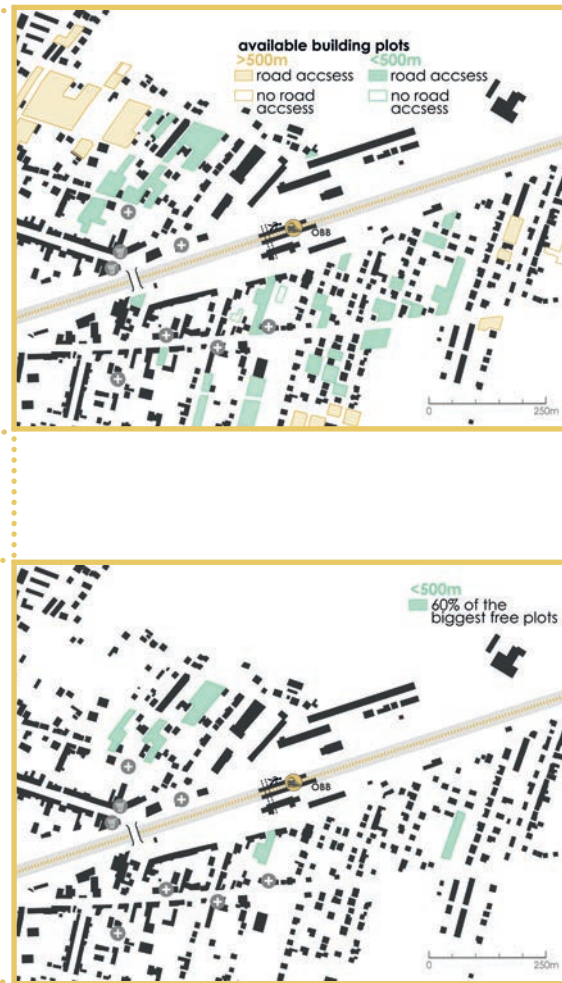 available building plots
>500m <500m
road accsess road accsess
no road accsess no road accsess
ÖBB
0 250m
<500m
60% of the
biggest free plots
ÖBB
0 250m